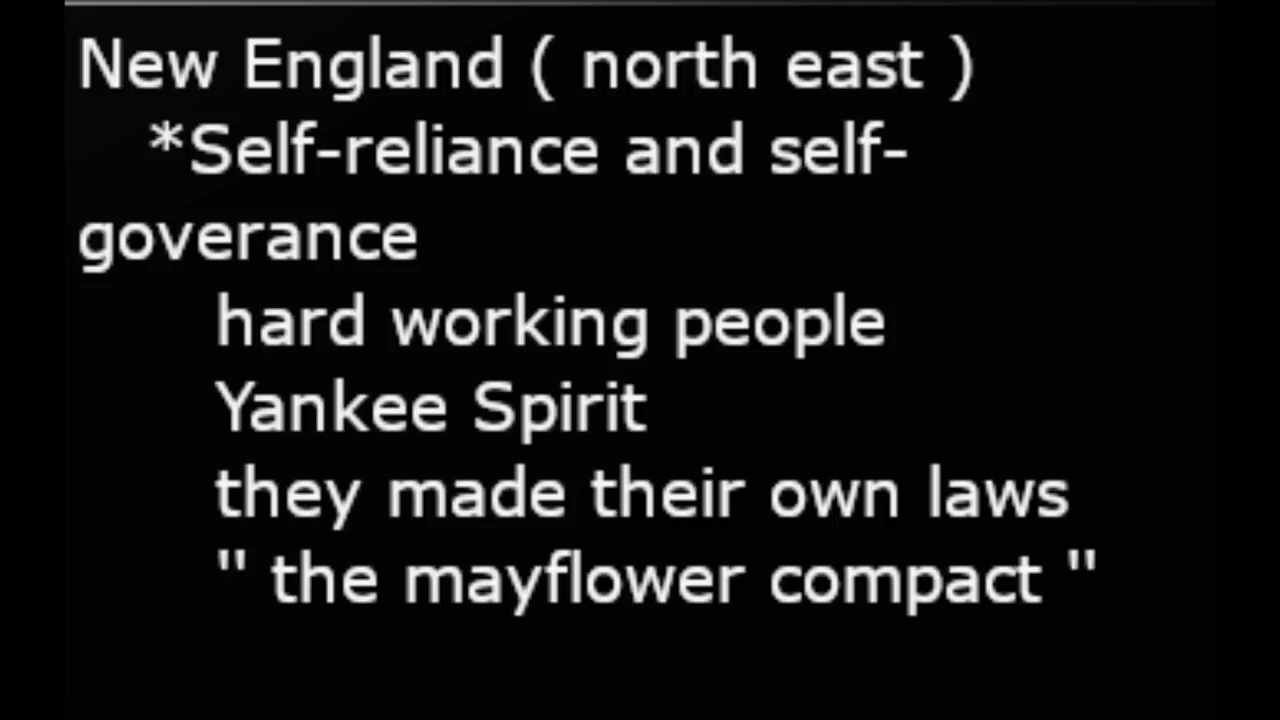 New England ( north east )
*Self-reliance and self-
goverance
hard working people
Yankee Spirit
they made their own laws
" the mayflower compact "